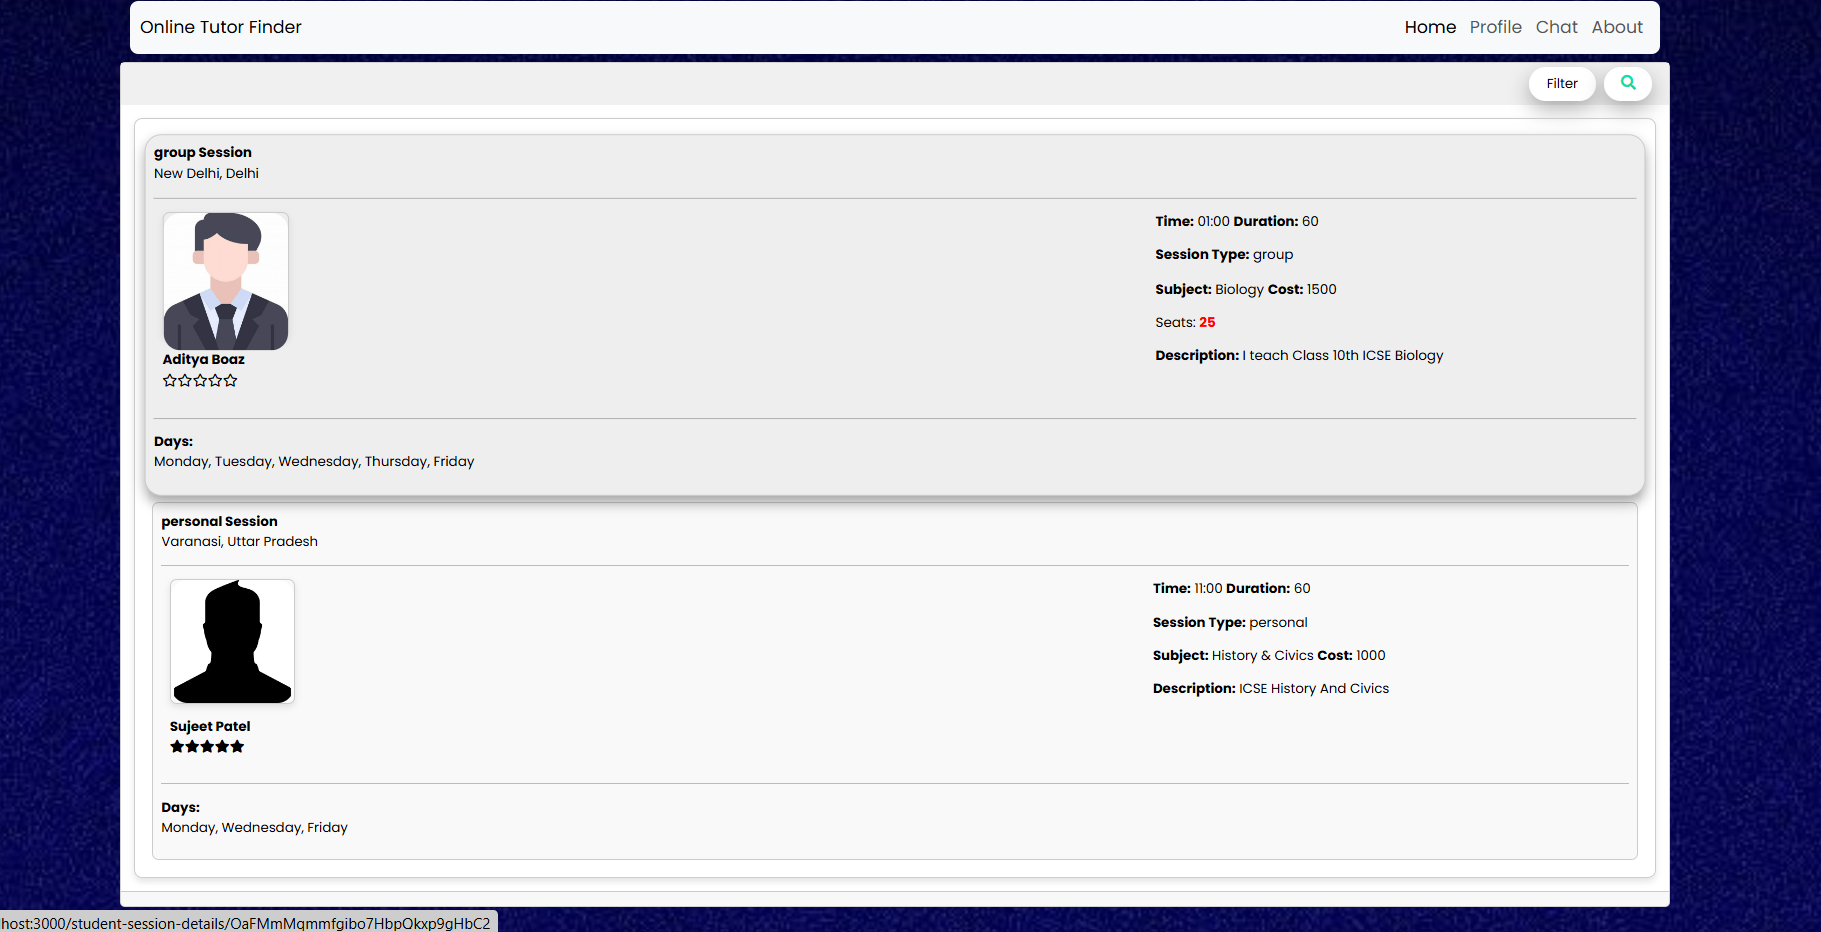 Online Tutor Finder
Home Profile Chat About
Filter
group Session
New Delhi, Delhi
Time: 01:00 Duration: 60
Session Type: group
Subject: Biology Cost: 1500
Seats: 25
Description: I teach Class 10th ICSE Biology
Aditya Boaz
Days:
Monday, Tuesday, Wednesday, Thursday, Friday
personal Session
Varanasi, Uttar Pradesh
Time: 11:00 Duration: 60
Session Type: personal
Subject: History & Civics Cost: 1000
Description: ICSE History And Civics
Sujeet Patel
Days:
Monday, Wednesday, Friday
host:3000/student-session-details/OaFMmMqmmfgibo7HbpQkxp9gHbC2